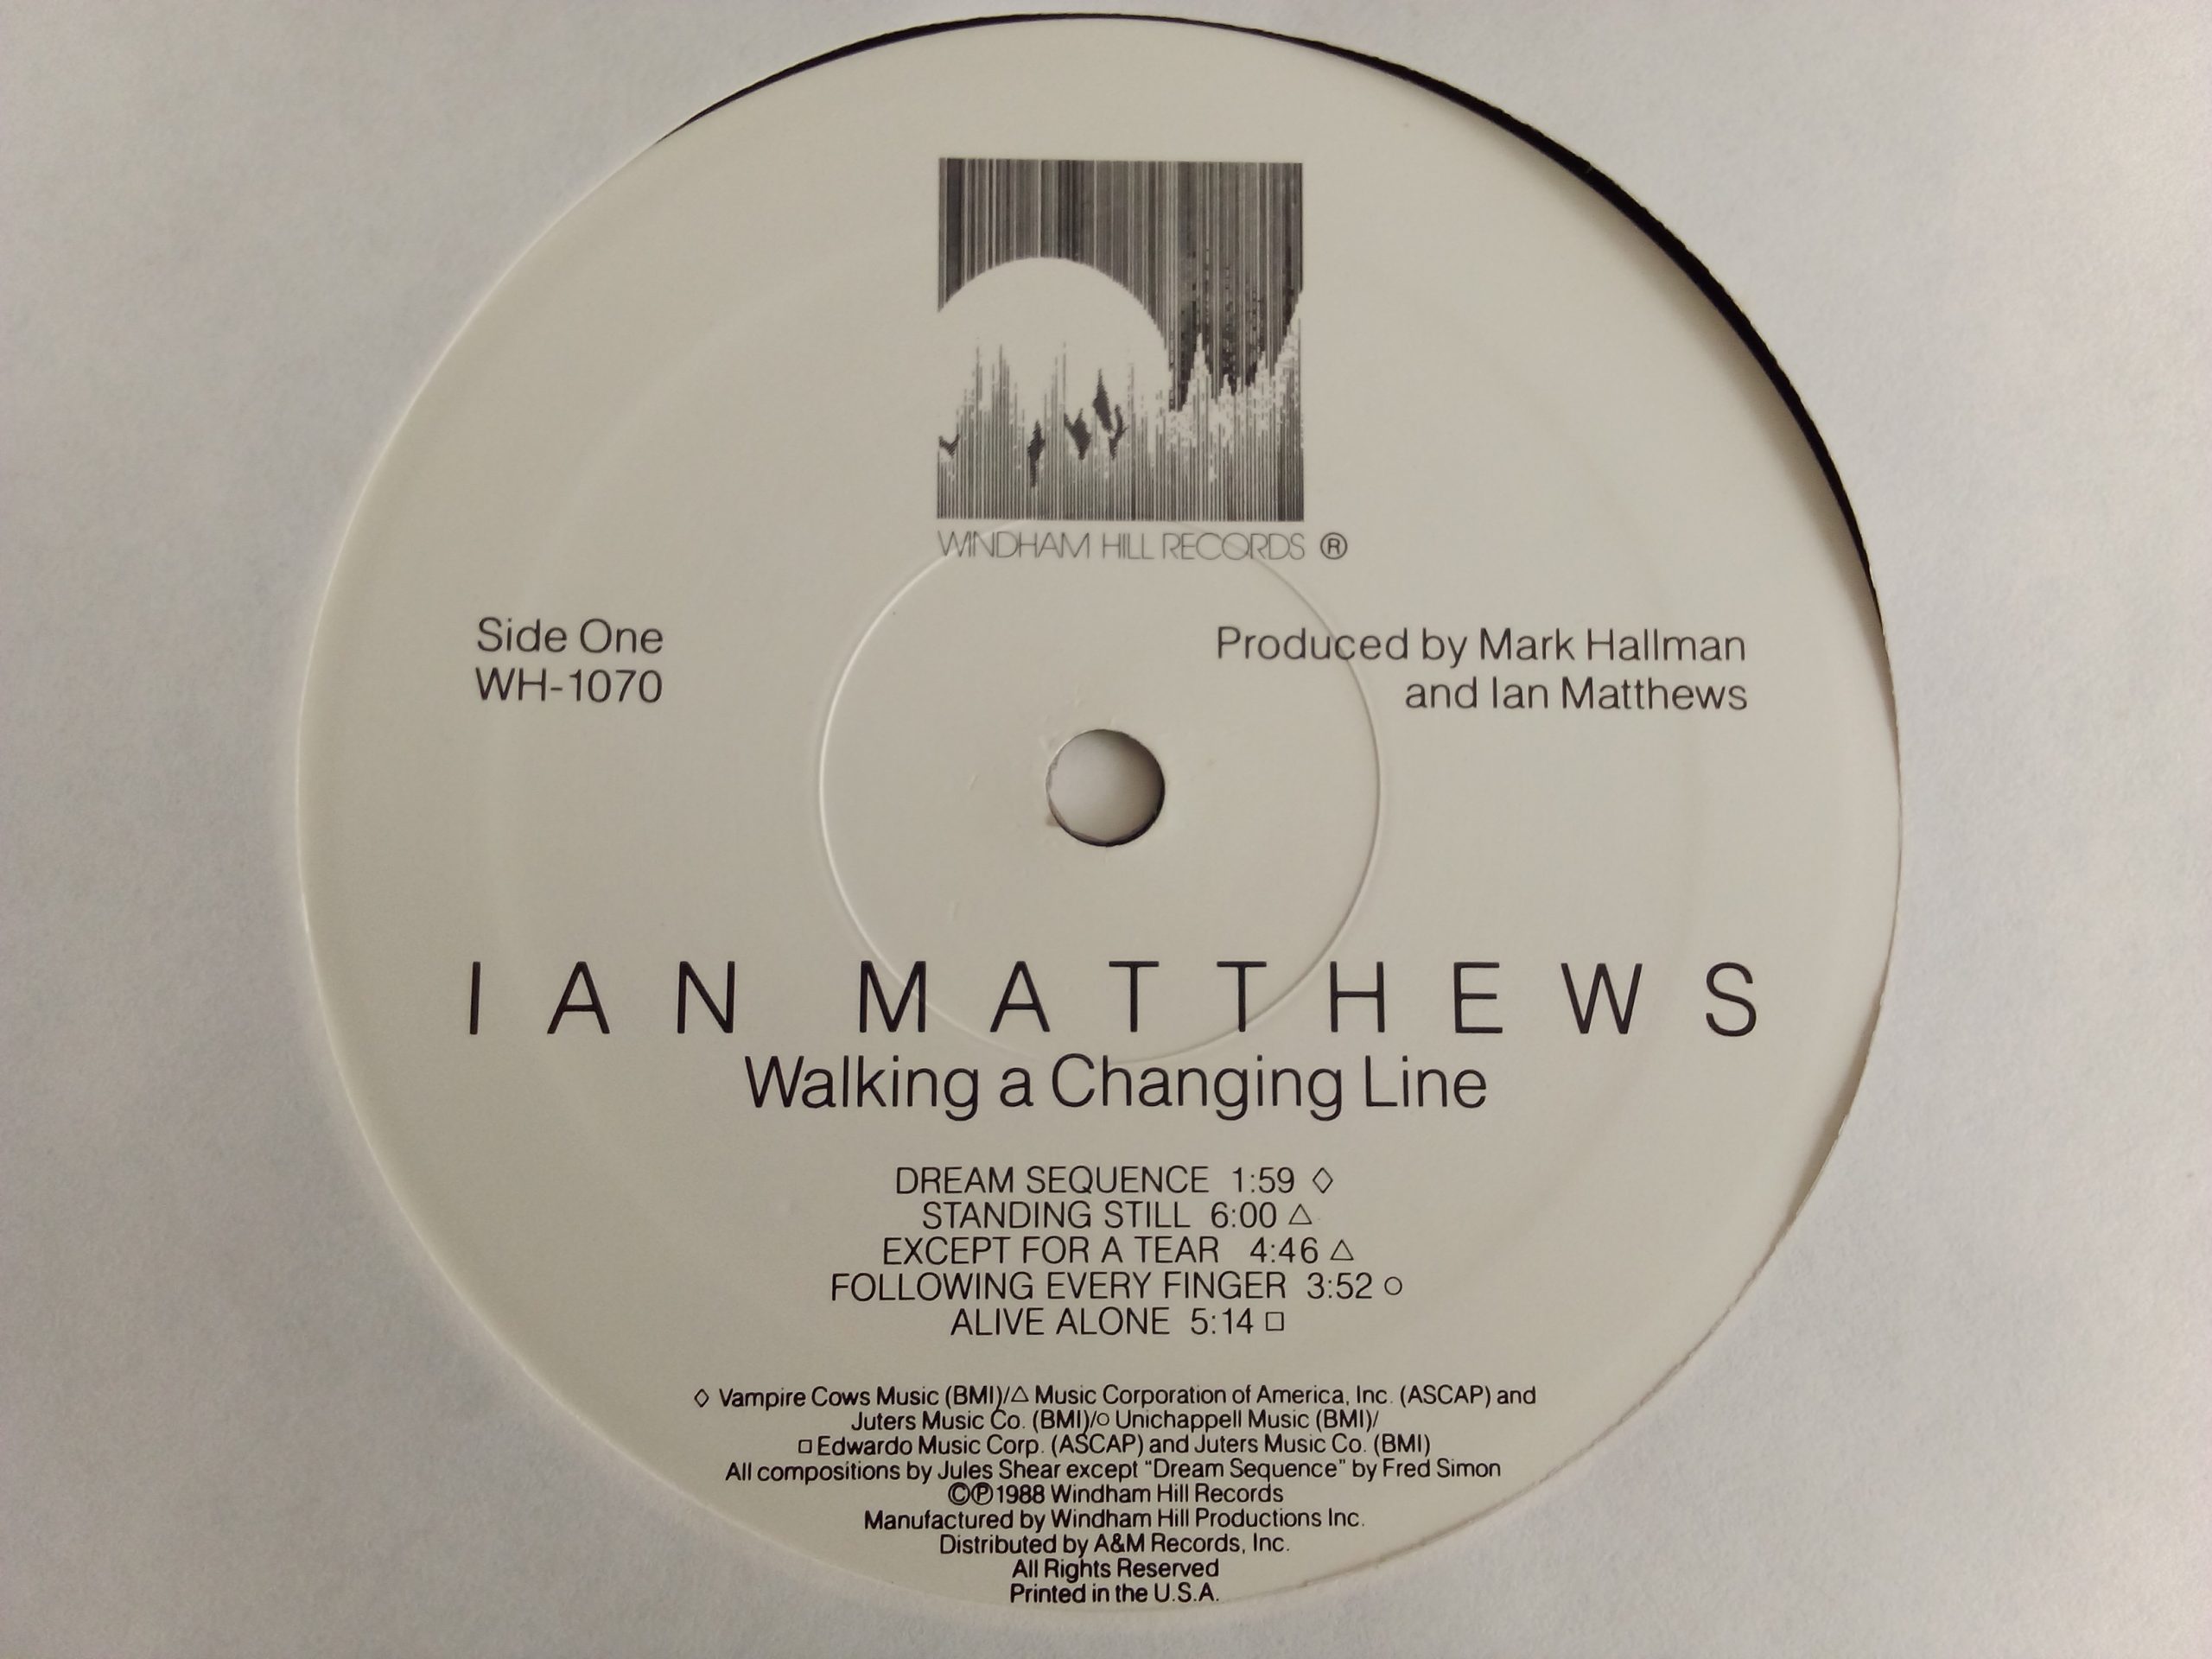 WINDHAM HILL RECORDS ®
Side One
WH-1070
Produced by Mark Hallman
and Ian Matthews
IAN MATTHEWS
Walking a Changing Line
DREAM SEQUENCE 1:59 ◇
STANDING STILL 6:00 △
EXCEPT FOR A TEAR 4:46 △
FOLLOWING EVERY FINGER 3:52 ○
ALIVE ALONE 5:14 □
◇ Vampire Cows Music (BMI)/△ Music Corporation of America, Inc. (ASCAP) and
Juters Music Co. (BMI)/○ Unichappell Music (BMI)/
□ Edwardo Music Corp. (ASCAP) and Juters Music Co. (BMI)
All compositions by Jules Shear except "Dream Sequence" by Fred Simon
©℗1988 Windham Hill Records
Manufactured by Windham Hill Productions Inc.
Distributed by A&M Records, Inc.
All Rights Reserved
Printed in the U.S.A.